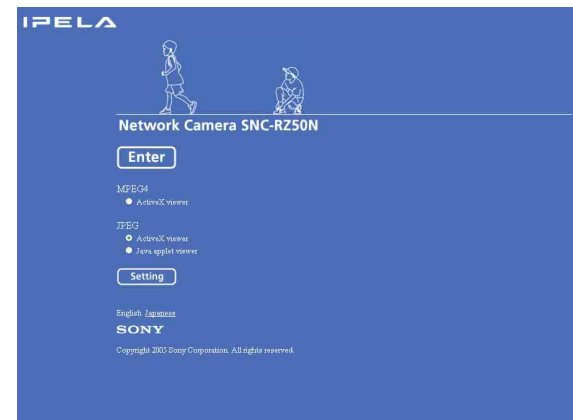 IPELA
Network Camera SNC-RZ50N
Enter
MPEG4
ActiveX viewer
JPEG
ActiveX viewer
Java applet viewer
Setting
English Japanese
SONY
Copyright 2005 Sony Corporation. All rights reserved.